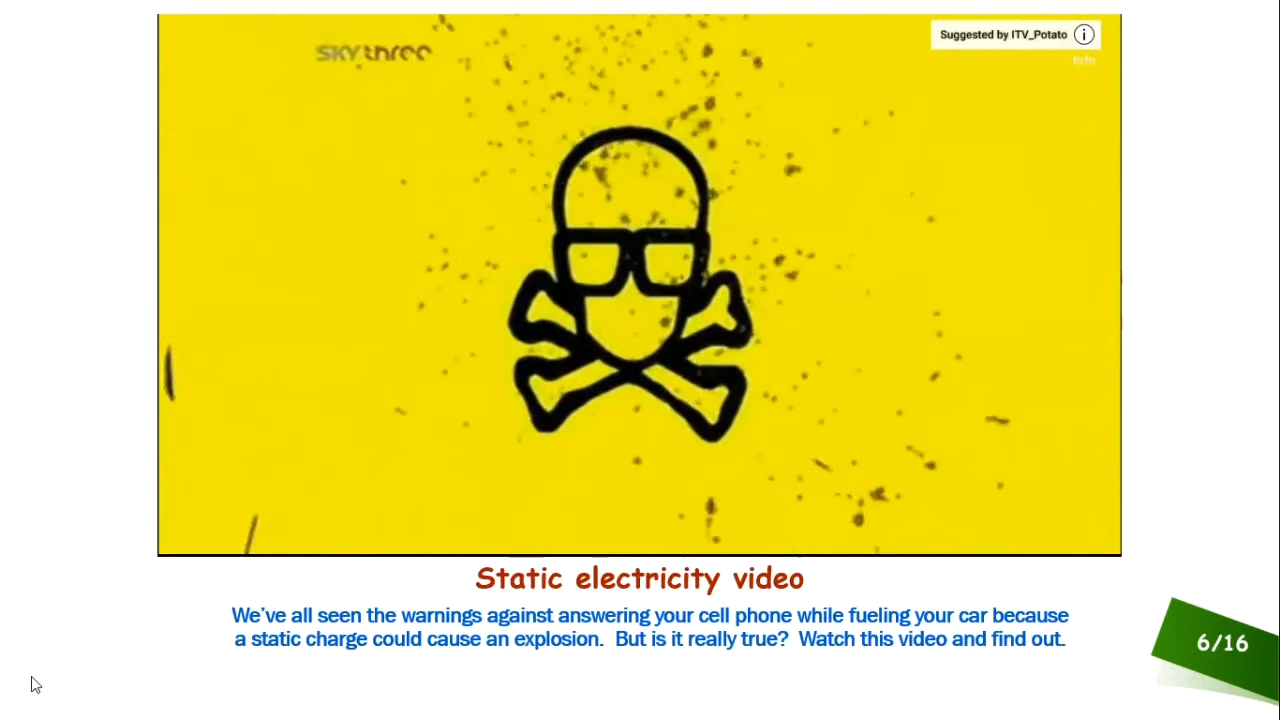 SKY three
Suggested by ITV_Potato
Info
Static electricity video
We've all seen the warnings against answering your cell phone while fueling your car because
a static charge could cause an explosion.  But is it really true?  Watch this video and find out.
6/16